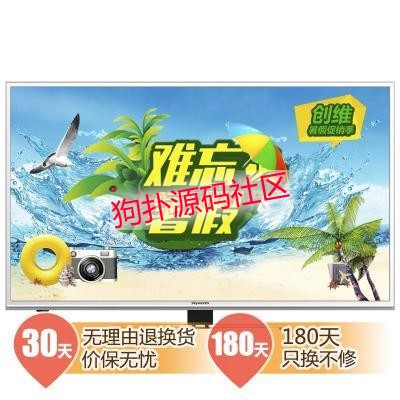 创维
暑假促销季
难忘
狗扑源码社区
暑假
Skyworth
30天
无理由退换货
价保无忧
180天
180天
只换不修